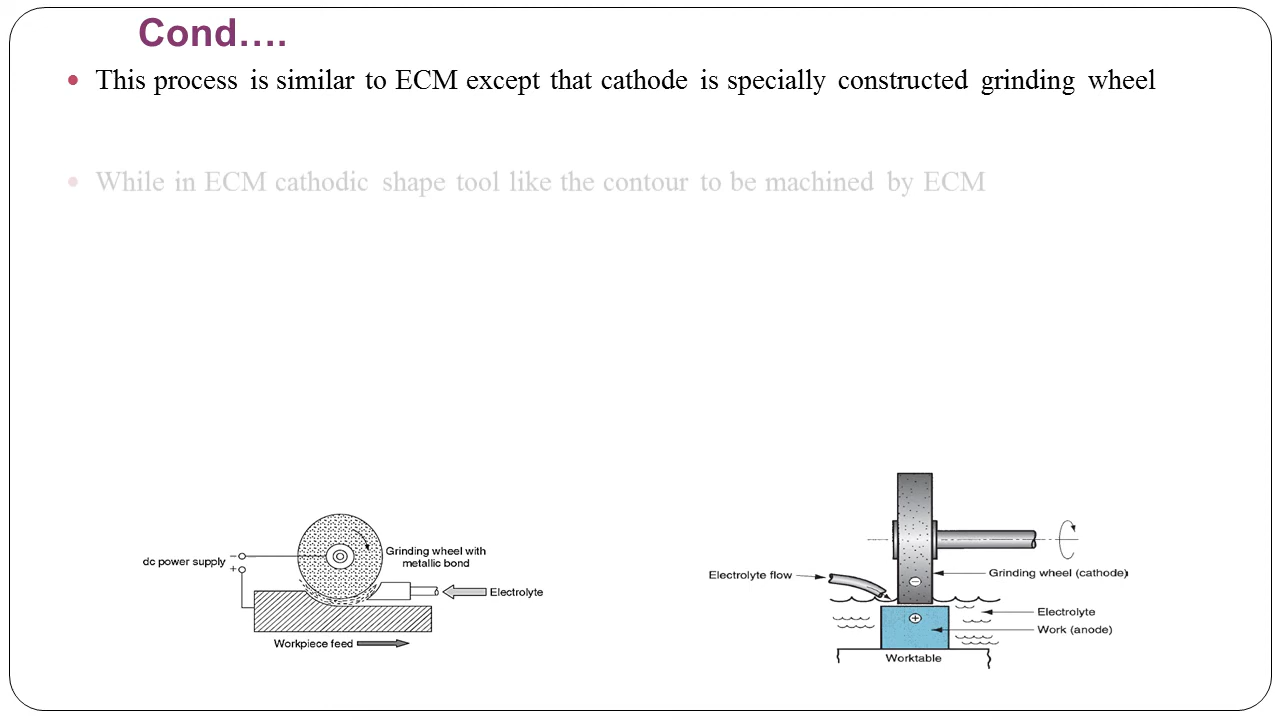 Cond….
• This process is similar to ECM except that cathode is specially constructed grinding wheel
• While in ECM cathodic shape tool like the contour to be machined by ECM
dc power supply
−
+
Grinding wheel with
metallic bond
Electrolyte
Workpiece feed
Electrolyte flow
−
Grinding wheel (cathode)
Electrolyte
+
Work (anode)
Worktable